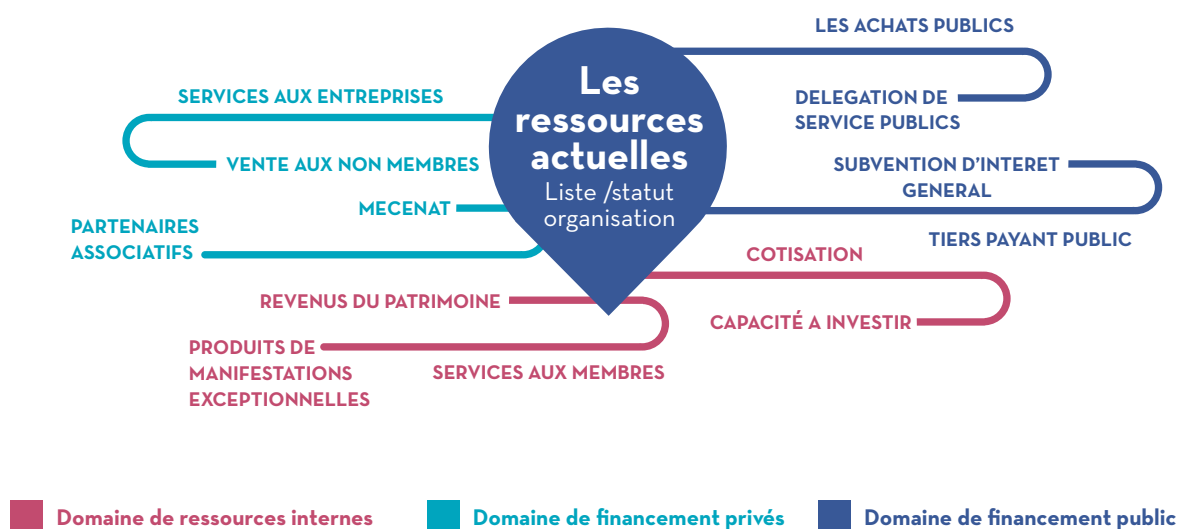 Les
ressources
actuelles
Liste /statut
organisation
LES ACHATS PUBLICS
DELEGATION DE
SERVICE PUBLICS
SUBVENTION D'INTERET
GENERAL
TIERS PAYANT PUBLIC
SERVICES AUX ENTREPRISES
VENTE AUX NON MEMBRES
MECENAT
PARTENAIRES
ASSOCIATIFS
COTISATION
CAPACITÉ A INVESTIR
REVENUS DU PATRIMOINE
PRODUITS DE
MANIFESTATIONS
EXCEPTIONNELLES
SERVICES AUX MEMBRES
Domaine de ressources internes
Domaine de financement privés
Domaine de financement public